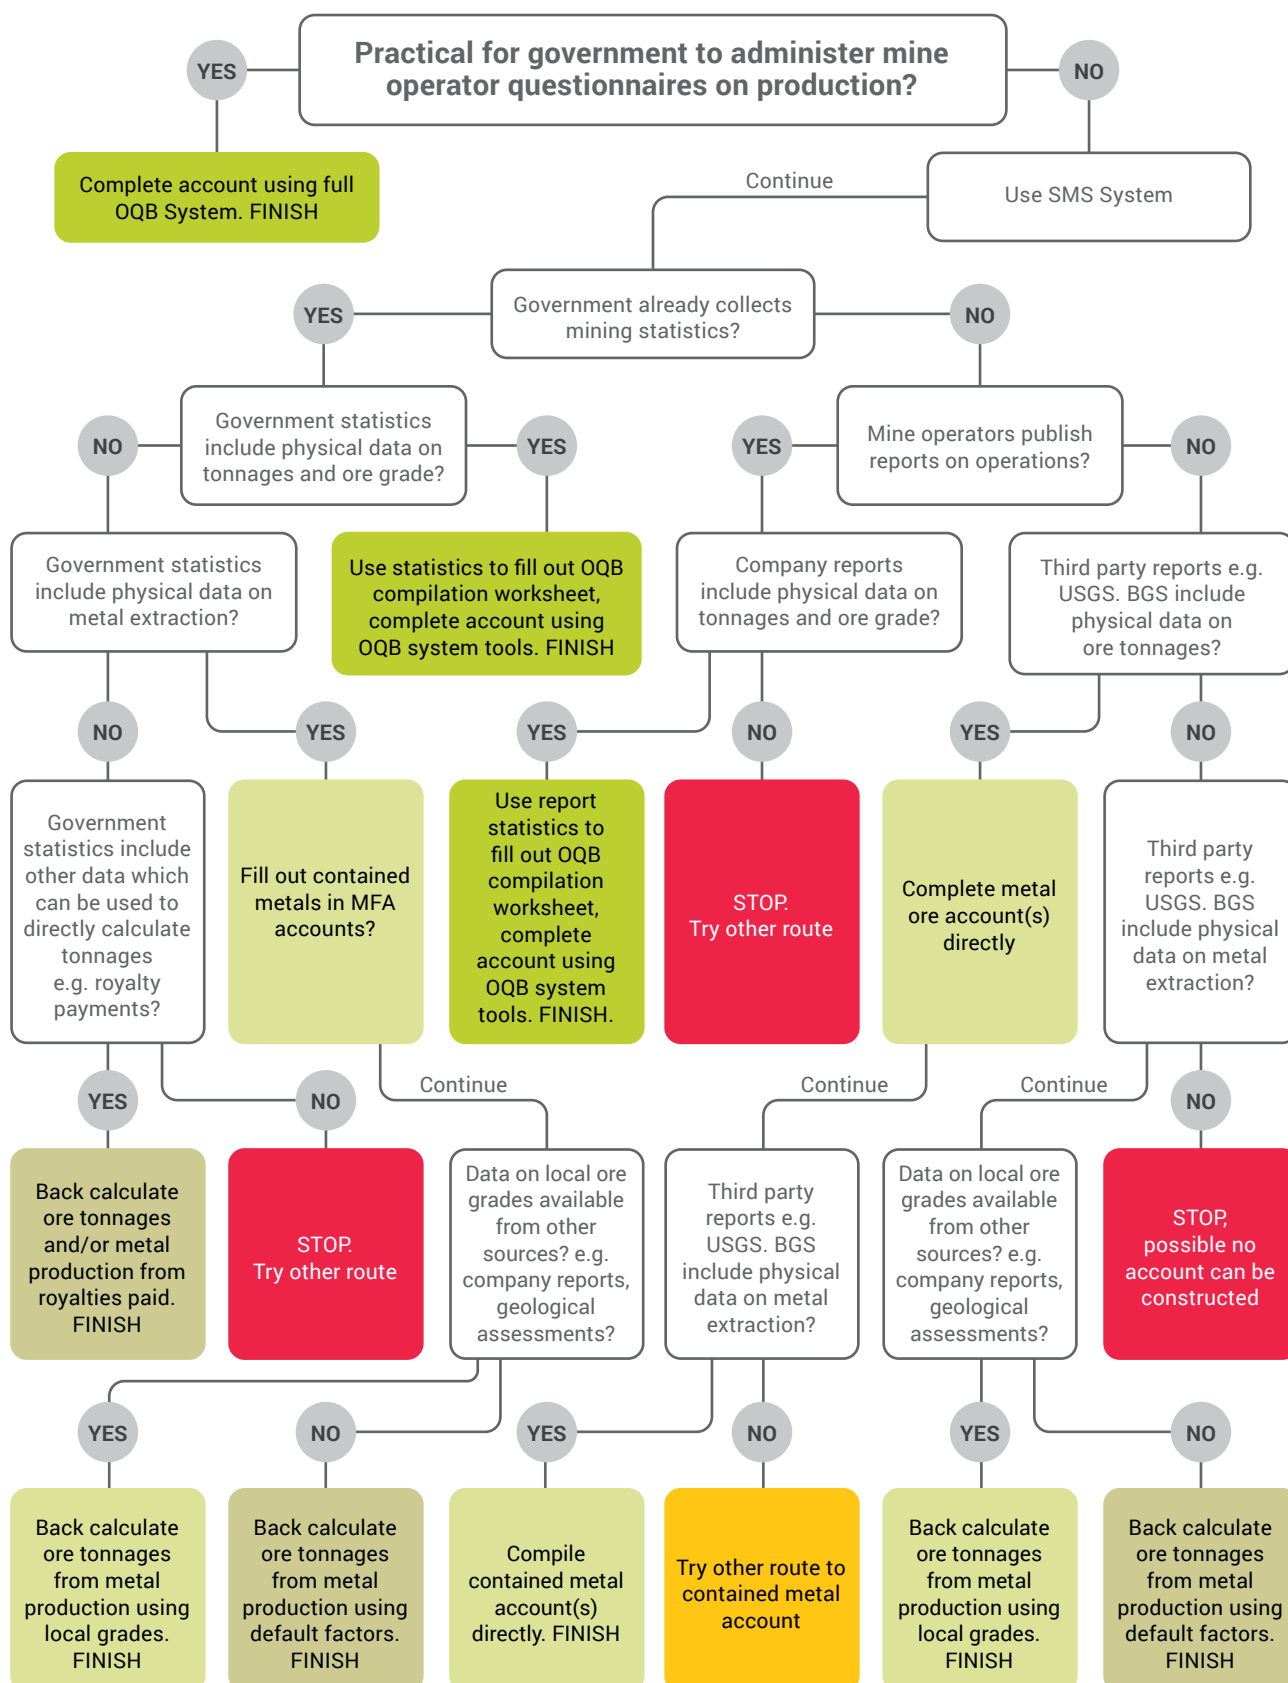 Practical for government to administer mine
operator questionnaires on production?
YES
NO
Complete account using full
OQB System. FINISH
Continue
Use SMS System
Government already collects
mining statistics?
YES
NO
Government statistics
include physical data on
tonnages and ore grade?
NO
YES
Mine operators publish
reports on operations?
YES
NO
Government statistics
include physical data on
metal extraction?
Use statistics to fill out OQB
compilation worksheet,
complete account using
OQB system tools. FINISH
Company reports
include physical data on
tonnages and ore grade?
Third party reports e.g.
USGS. BGS include
physical data on
ore tonnages?
NO
YES
YES
NO
YES
NO
Government
statistics include
other data which
can be used to
directly calculate
tonnages
e.g. royalty
payments?
Fill out contained
metals in MFA
accounts?
Use report
statistics to
fill out OQB
compilation
worksheet,
complete
account using
OQB system
tools. FINISH.
STOP.
Try other route
Complete metal
ore account(s)
directly
Third party
reports e.g.
USGS. BGS
include physical
data on metal
extraction?
YES
NO
Continue
Continue
Continue
NO
Back calculate
ore tonnages
and/or metal
production from
royalties paid.
FINISH
STOP.
Try other route
Data on local ore
grades available
from other
sources? e.g.
company reports,
geological
assessments?
Third party
reports e.g.
USGS. BGS
include physical
data on metal
extraction?
Data on local ore
grades available
from other
sources? e.g.
company reports,
geological
assessments?
STOP,
possible no
account can be
constructed
YES
NO
YES
NO
YES
NO
Back calculate
ore tonnages
from metal
production using
local grades.
FINISH
Back calculate
ore tonnages
from metal
production using
default factors.
FINISH
Compile
contained metal
account(s)
directly. FINISH
Try other route to
contained metal
account
Back calculate
ore tonnages
from metal
production using
local grades.
FINISH
Back calculate
ore tonnages
from metal
production using
default factors.
FINISH